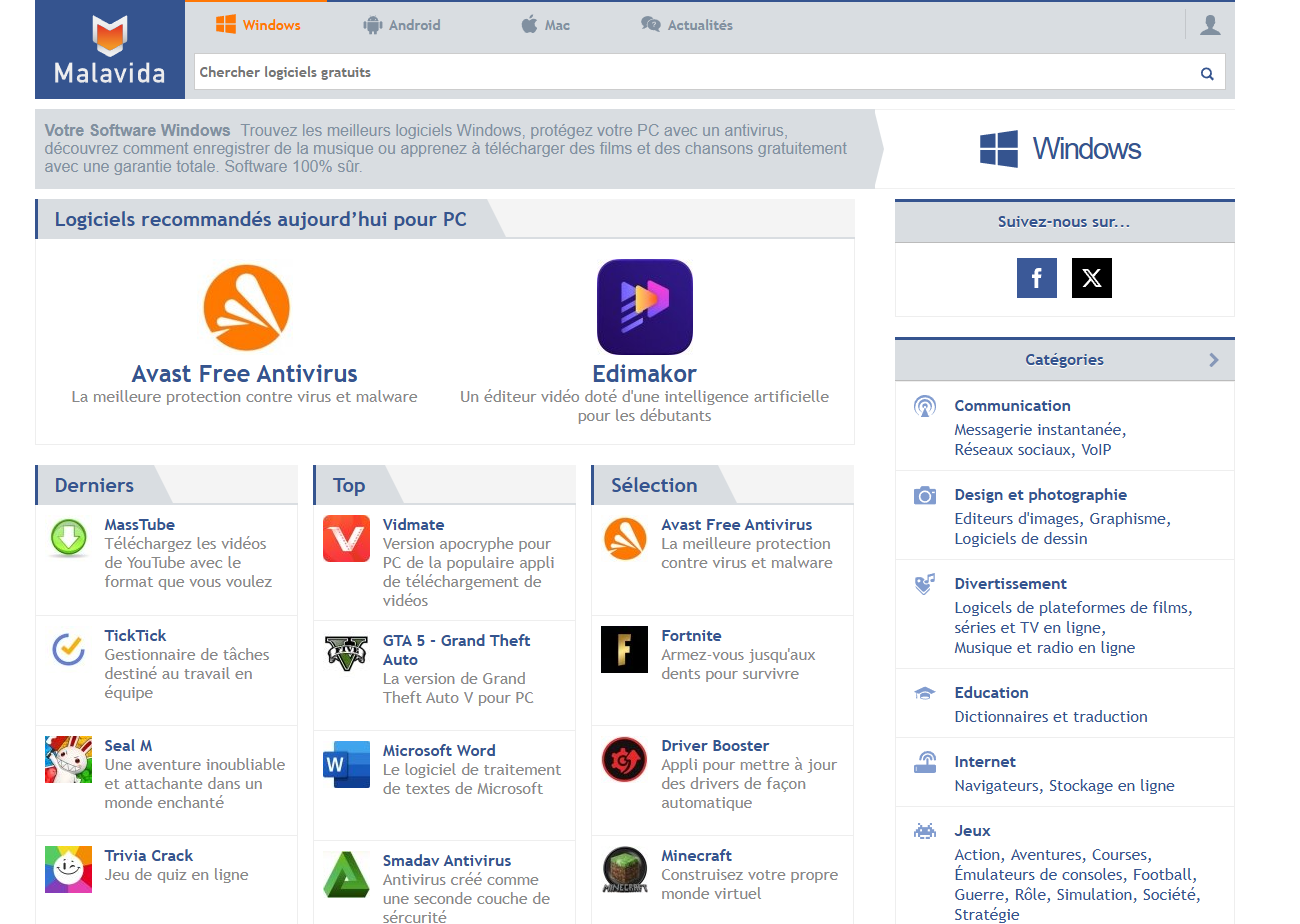 Malavida
Windows
Android
Mac
Actualités
Chercher logiciels gratuits
Votre Software Windows Trouvez les meilleurs logiciels Windows, protégez votre PC avec un antivirus,
découvrez comment enregistrer de la musique ou apprenez à télécharger des films et des chansons gratuitement
avec une garantie totale. Software 100% sûr.
Windows
Logiciels recommandés aujourd’hui pour PC
Avast Free Antivirus
La meilleure protection contre virus et malware
Edimakor
Un éditeur vidéo doté d'une intelligence artificielle
pour les débutants
Derniers
MassTube
Téléchargez les vidéos
de YouTube avec le
format que vous voulez
TickTick
Gestionnaire de tâches
destiné au travail en
équipe
Seal M
Une aventure inoubliable
et attachante dans un
monde enchanté
Trivia Crack
Jeu de quiz en ligne
Top
Vidmate
Version apocryphe pour
PC de la populaire appli
de téléchargement de
vidéos
V
FIVE
GTA 5 - Grand Theft
Auto
La version de Grand
Theft Auto V pour PC
W
Microsoft Word
Le logiciel de traitement
de textes de Microsoft
Smadav Antivirus
Antivirus créé comme
une seconde couche de
sércurité
Sélection
Avast Free Antivirus
La meilleure protection
contre virus et malware
F
Fortnite
Armez-vous jusqu'aux
dents pour survivre
Driver Booster
Appli pour mettre à jour
des drivers de façon
automatique
MINECRAFT
Minecraft
Construisez votre propre
monde virtuel
Suivez-nous sur...
f
X
Catégories
Communication
Messagerie instantanée,
Réseaux sociaux, VoIP
Design et photographie
Editeurs d'images, Graphisme,
Logiciels de dessin
Divertissement
Logicels de plateformes de films,
séries et TV en ligne,
Musique et radio en ligne
Education
Dictionnaires et traduction
Internet
Navigateurs, Stockage en ligne
Jeux
Action, Aventures, Courses,
Émulateurs de consoles, Football,
Guerre, Rôle, Simulation, Société,
Stratégie